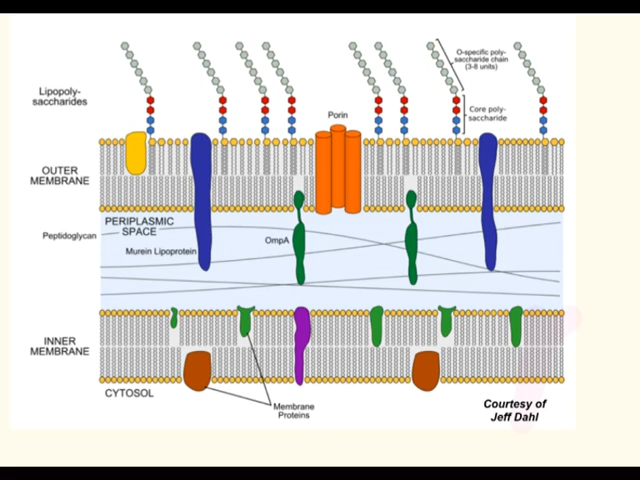 O-specific poly-
saccharide chain
(3-8 units)
Lipopoly-
saccharides
Core poly-
saccharide
Porin
OUTER
MEMBRANE
PERIPLASMIC
SPACE
Peptidoglycan
OmpA
Murein Lipoprotein
INNER
MEMBRANE
CYTOSOL
Membrane
Proteins
Courtesy of
Jeff Dahl